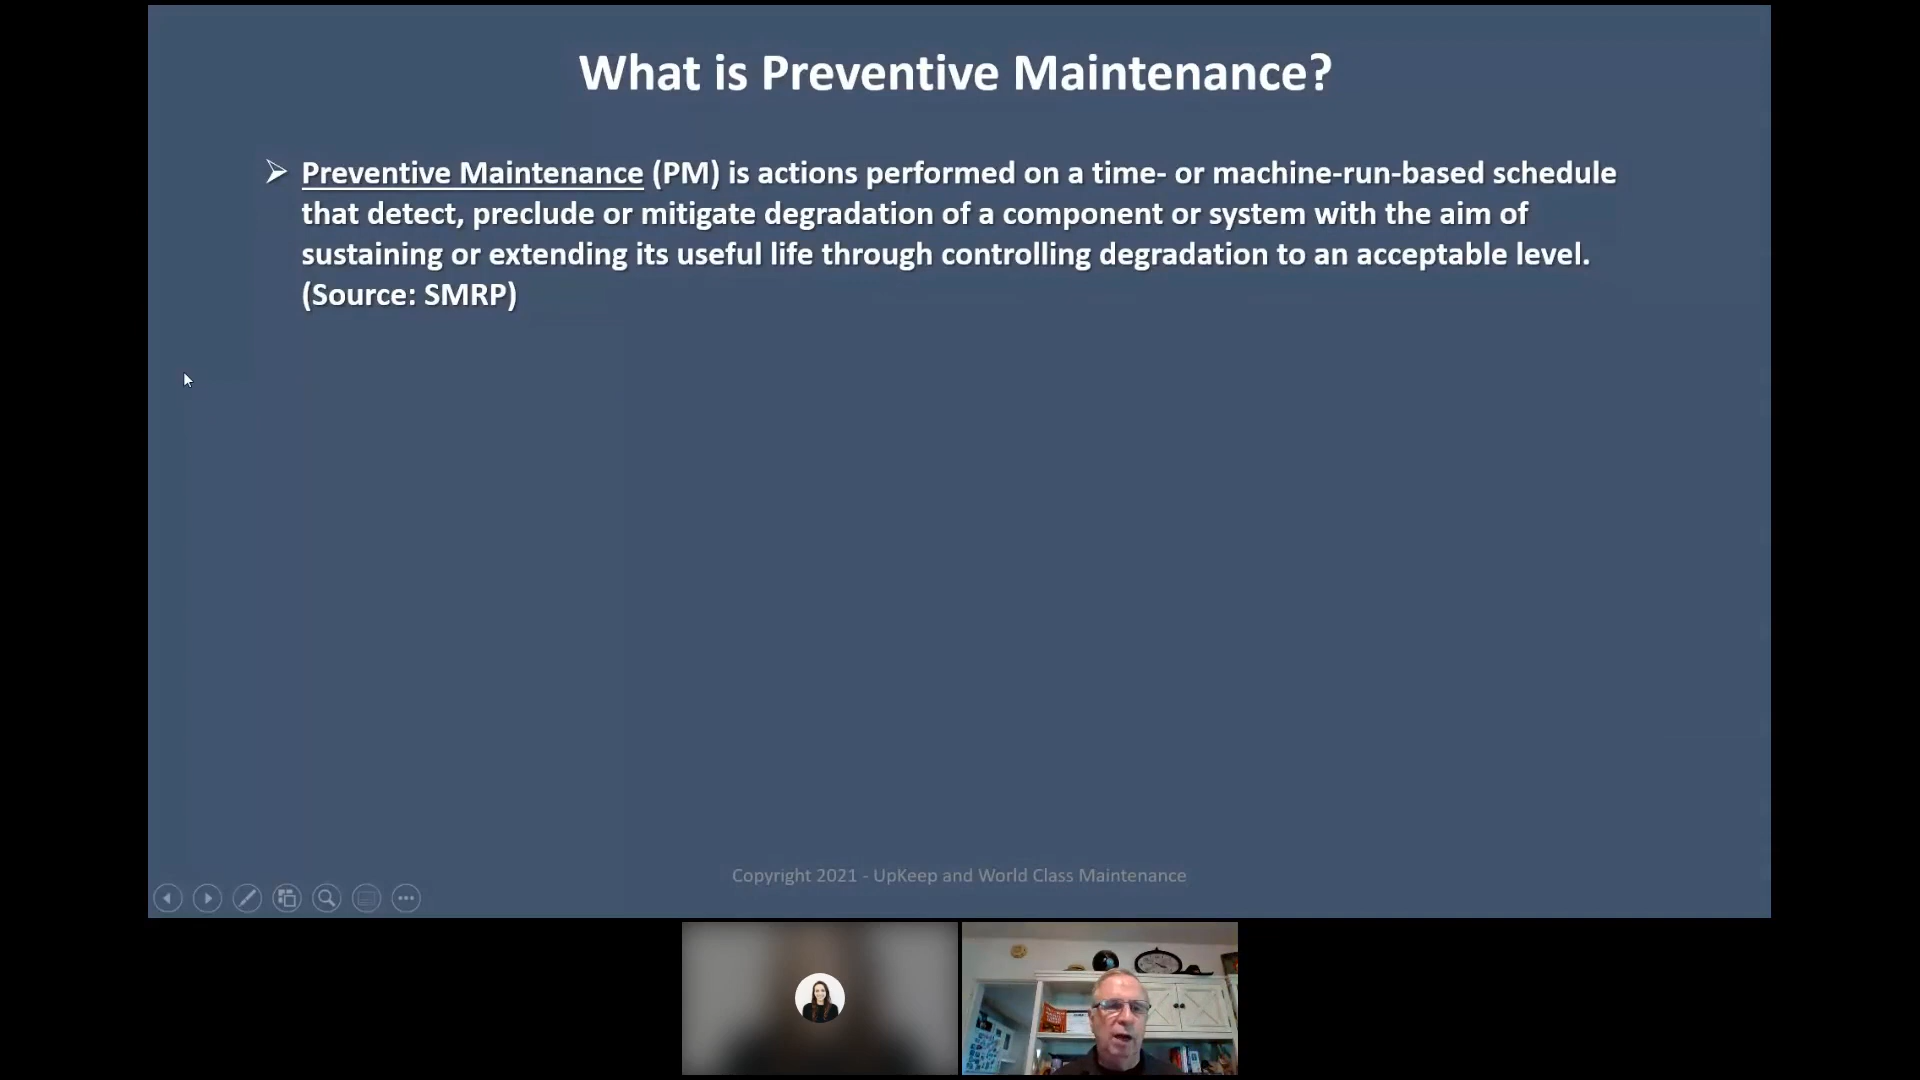 What is Preventive Maintenance?
Preventive Maintenance (PM) is actions performed on a time- or machine-run-based schedule
that detect, preclude or mitigate degradation of a component or system with the aim of
sustaining or extending its useful life through controlling degradation to an acceptable level.
(Source: SMRP)
Copyright 2021 - UpKeep and World Class Maintenance